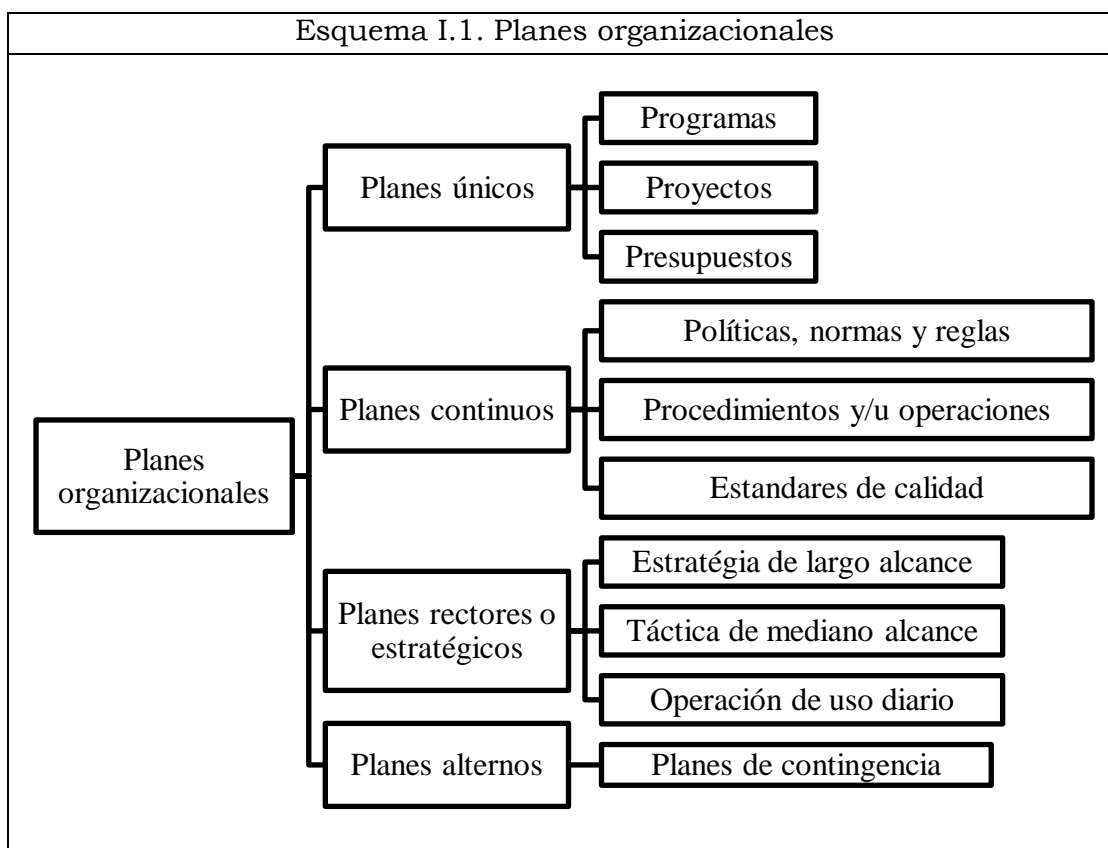 Esquema I.1. Planes organizacionales
Planes
organizacionales
Planes únicos
Programas
Proyectos
Presupuestos
Planes continuos
Políticas, normas y reglas
Procedimientos y/u operaciones
Estandares de calidad
Planes rectores o
estratégicos
Estratégia de largo alcance
Táctica de mediano alcance
Operación de uso diario
Planes alternos
Planes de contingencia